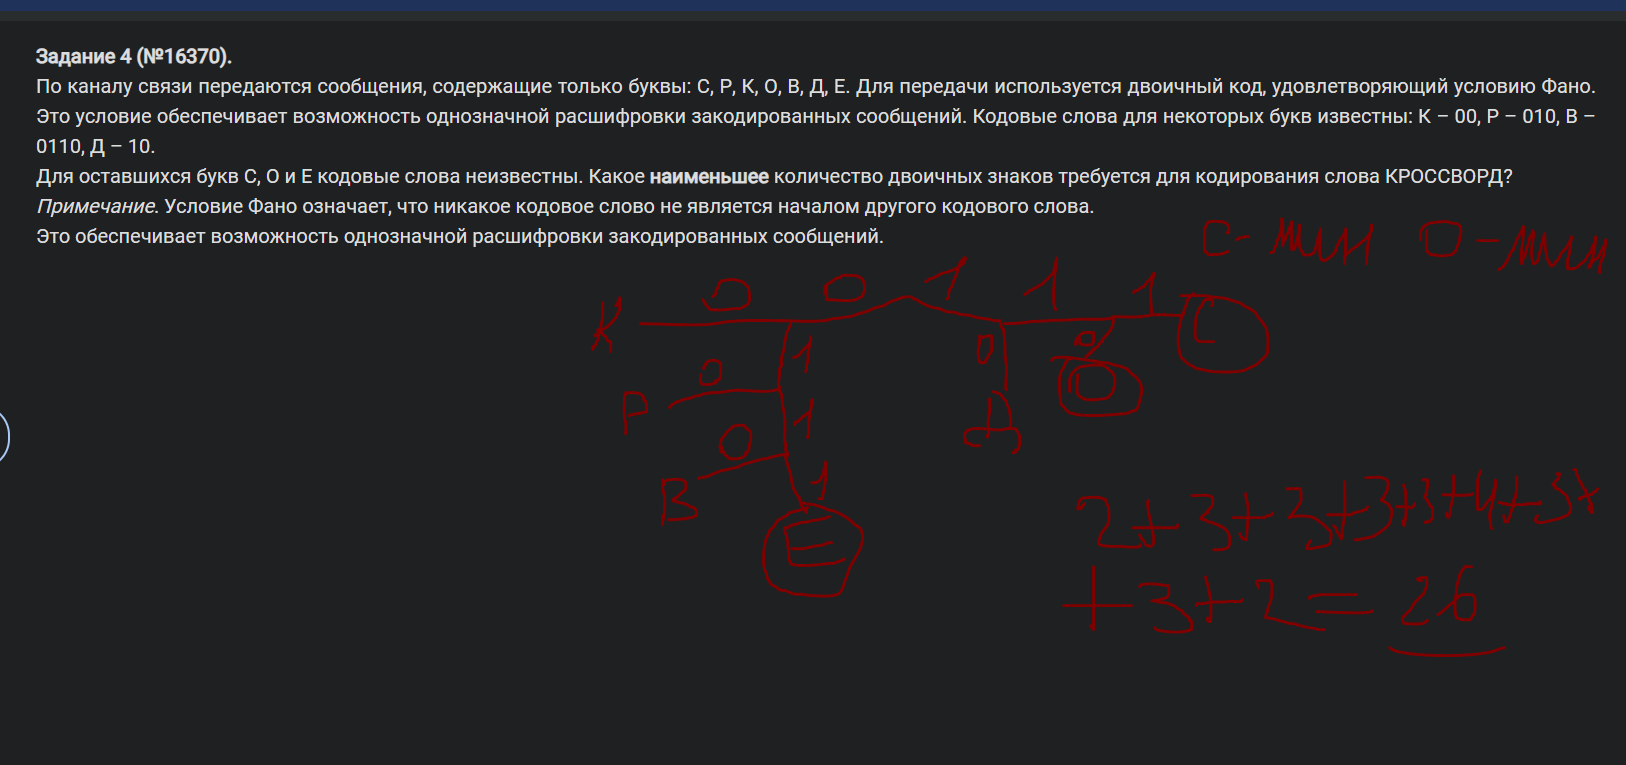 Задание 4 (№16370).
По каналу связи передаются сообщения, содержащие только буквы: С, Р, К, О, В, Д, Е. Для передачи используется двоичный код, удовлетворяющий условию Фано.
Это условие обеспечивает возможность однозначной расшифровки закодированных сообщений. Кодовые слова для некоторых букв известны: К – 00, Р – 010, В –
0110, Д – 10.
Для оставшихся букв С, О и Е кодовые слова неизвестны. Какое наименьшее количество двоичных знаков требуется для кодирования слова КРОССВОРД?
Примечание. Условие Фано означает, что никакое кодовое слово не является началом другого кодового слова.
Это обеспечивает возможность однозначной расшифровки закодированных сообщений.
С - мин О - мин
К 0 0 1 1 1 С
1 0 0 О
Р 0 Д
1
В 0 1
Е
2+3+3+3+3+4+3+
+3+2=26